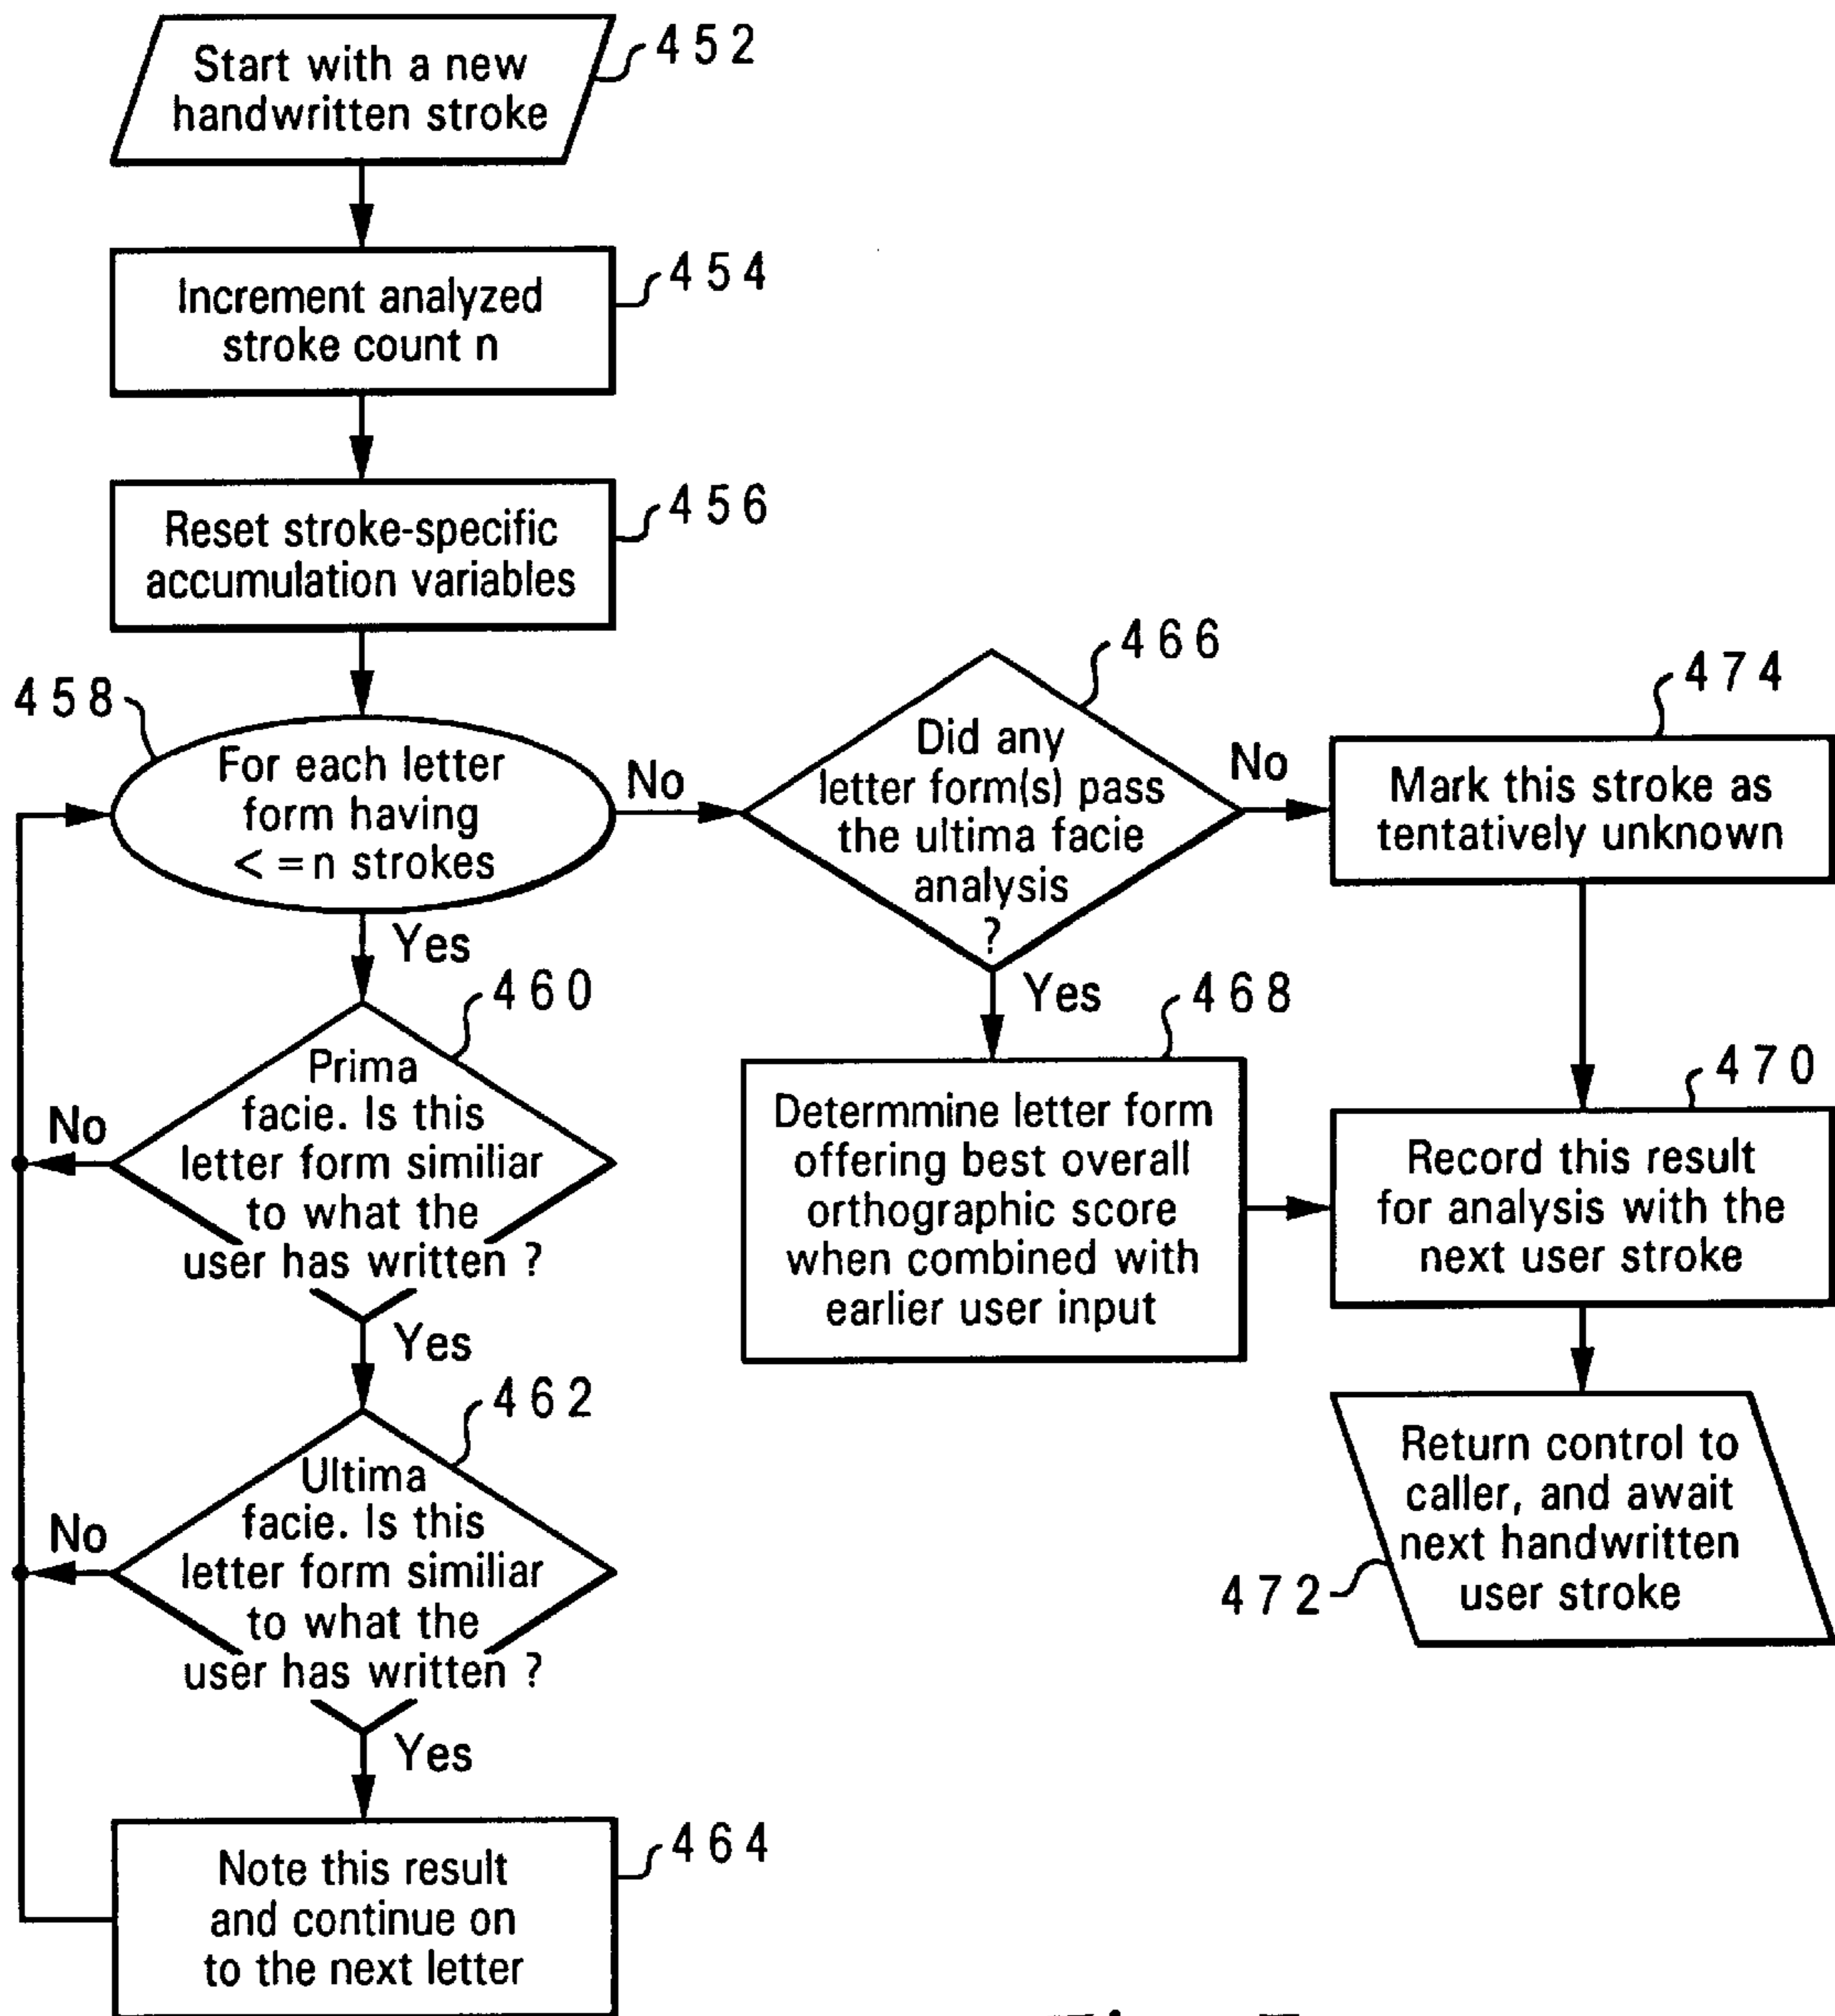 Start with a new
handwritten stroke
452
Increment analyzed
stroke count n
454
Reset stroke-specific
accumulation variables
456
458
For each letter
form having
< =n strokes
No
Yes
466
Did any
letter form(s) pass
the ultima facie
analysis
?
No
Yes
474
Mark this stroke as
tentatively unknown
460
Prima
facie. Is this
letter form similiar
to what the
user has written ?
No
Yes
468
Determmine letter form
offering best overall
orthographic score
when combined with
earlier user input
470
Record this result
for analysis with the
next user stroke
462
Ultima
facie. Is this
letter form similiar
to what the
user has written ?
No
Yes
Return control to
caller, and await
next handwritten
user stroke
472
464
Note this result
and continue on
to the next letter